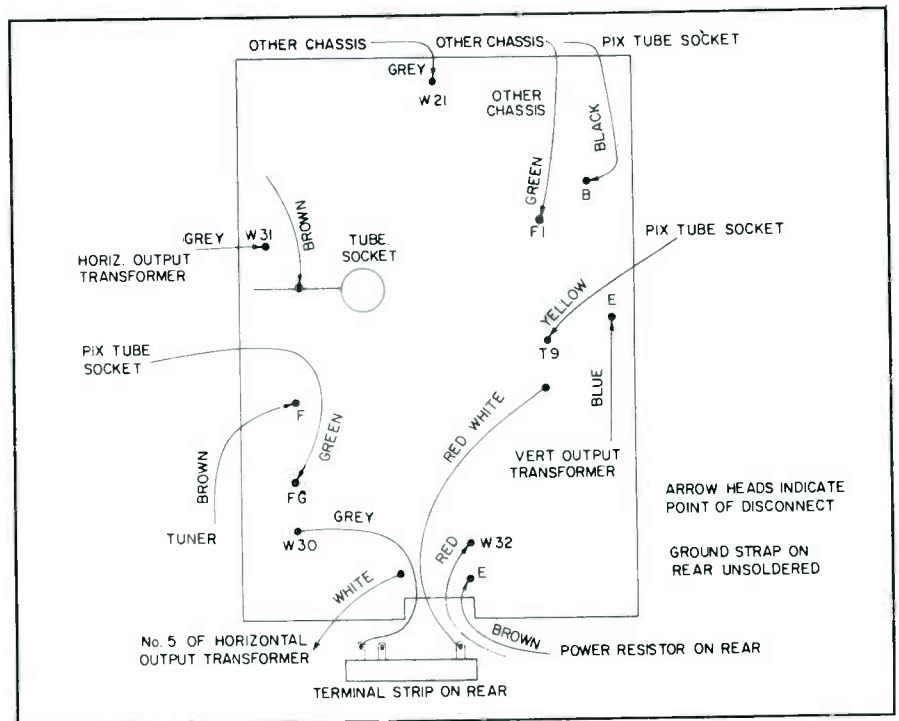 OTHER CHASSIS
OTHER CHASSIS
PIX TUBE SOCKET
GREY
W21
OTHER
CHASSIS
BLACK
GREEN
B
F1
BROWN
GREY
W31
HORIZ. OUTPUT
TRANSFORMER
TUBE.
SOCKET
PIX TUBE SOCKET
YELLOW
E
T9
PIX TUBE
SOCKET
BLUE
F
RED WHITE
GREEN
BROWN
VERT OUTPUT
TRANSFORMER
FG
ARROW HEADS INDICATE
POINT OF DISCONNECT
TUNER
GREY
W30
RED
W32
GROUND STRAP ON
REAR UNSOLDERED
WHITE
E
BROWN
No. 5 OF HORIZONTAL
OUTPUT TRANSFORMER
POWER RESISTOR ON REAR
TERMINAL STRIP ON REAR